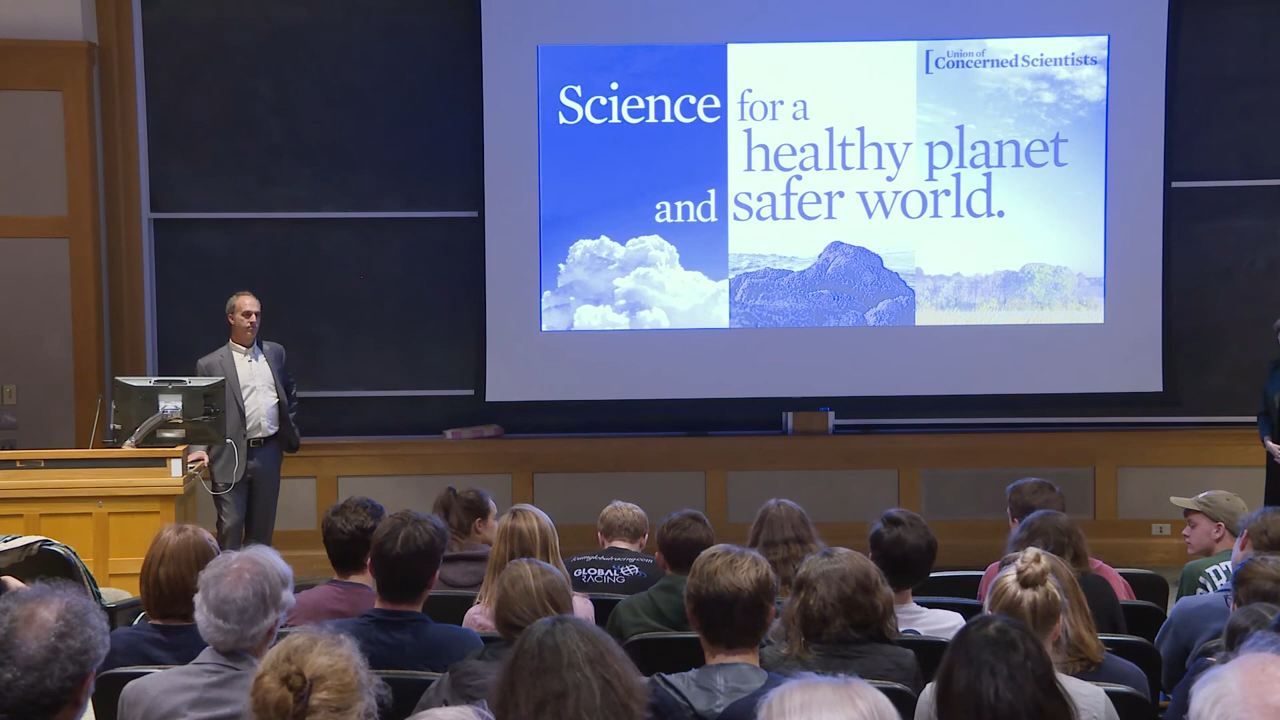 Union of
Concerned Scientists
Science for a
healthy planet
and safer world.
GLOBAL
RACING